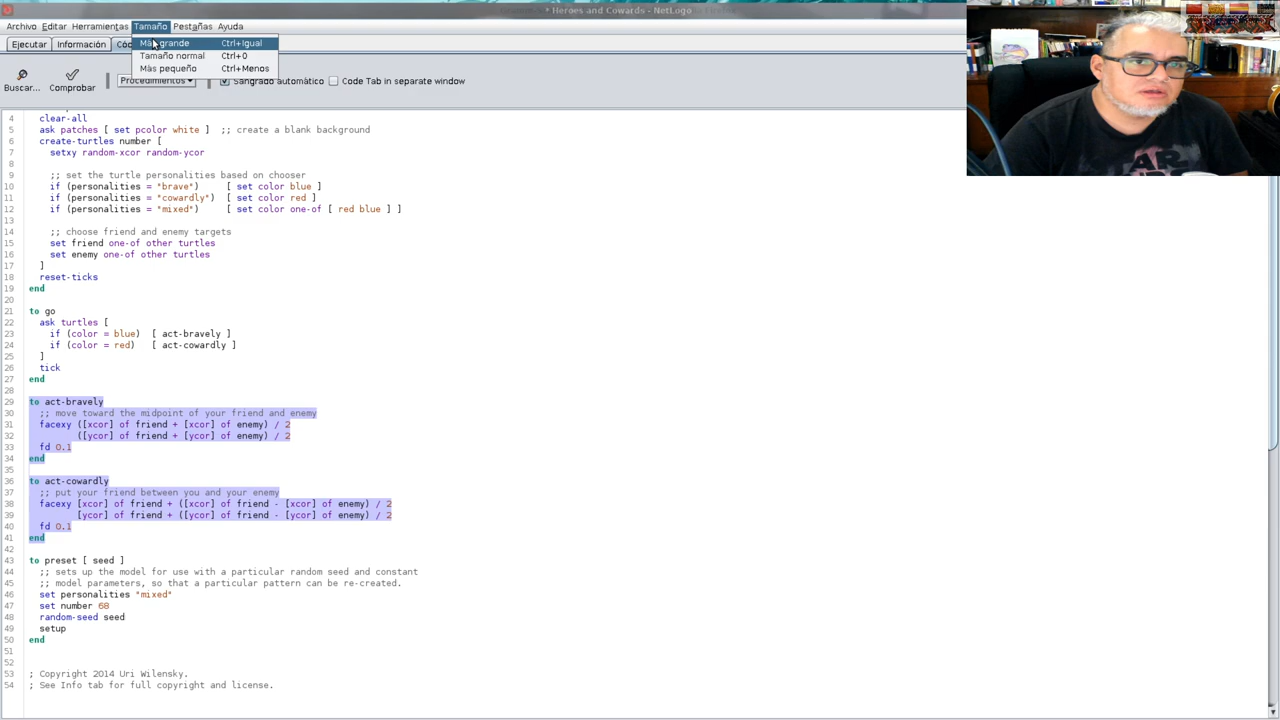 * Heroes and Cowards - NetLogo
Archivo Editar Herramientas Tamaño Pestañas Ayuda
Ejecutar Información
Más grande Ctrl+Igual
Tamaño normal Ctrl+0
Más pequeño Ctrl+Menos
Buscar... Comprobar Procedimientos Sangrado automático Code Tab in separate window
4 clear-all
5 ask patches [ set pcolor white ] ;; create a blank background
6 create-turtles number [
7 setxy random-xcor random-ycor
8
9 ;; set the turtle personalities based on chooser
10 if (personalities = "brave") [ set color blue ]
11 if (personalities = "cowardly") [ set color red ]
12 if (personalities = "mixed") [ set color one-of [ red blue ] ]
13
14 ;; choose friend and enemy targets
15 set friend one-of other turtles
16 set enemy one-of other turtles
17 ]
18 reset-ticks
19 end
20
21 to go
22 ask turtles [
23 if (color = blue) [ act-bravely ]
24 if (color = red) [ act-cowardly ]
25 ]
26 tick
27 end
28
29 to act-bravely
30 ;; move toward the midpoint of your friend and enemy
31 facexy ([xcor] of friend + [xcor] of enemy) / 2
32 ([ycor] of friend + [ycor] of enemy) / 2
33 fd 0.1
34 end
35
36 to act-cowardly
37 ;; put your friend between you and your enemy
38 facexy [xcor] of friend + ([xcor] of friend - [xcor] of enemy) / 2
39 [ycor] of friend + ([ycor] of friend - [ycor] of enemy) / 2
40 fd 0.1
41 end
42
43 to preset [ seed ]
44 ;; sets up the model for use with a particular random seed and constant
45 ;; model parameters, so that a particular pattern can be re-created.
46 set personalities "mixed"
47 set number 68
48 random-seed seed
49 setup
50 end
51
52
53 ; Copyright 2014 Uri Wilensky.
54 ; See Info tab for full copyright and license.